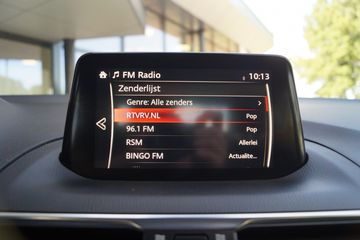 FM Radio 10:13
Zenderlijst
Genre: Alle zenders >
RTVRV.NL Pop
96.1 FM Pop
RSM Allerlei
BINGO FM Actualite...